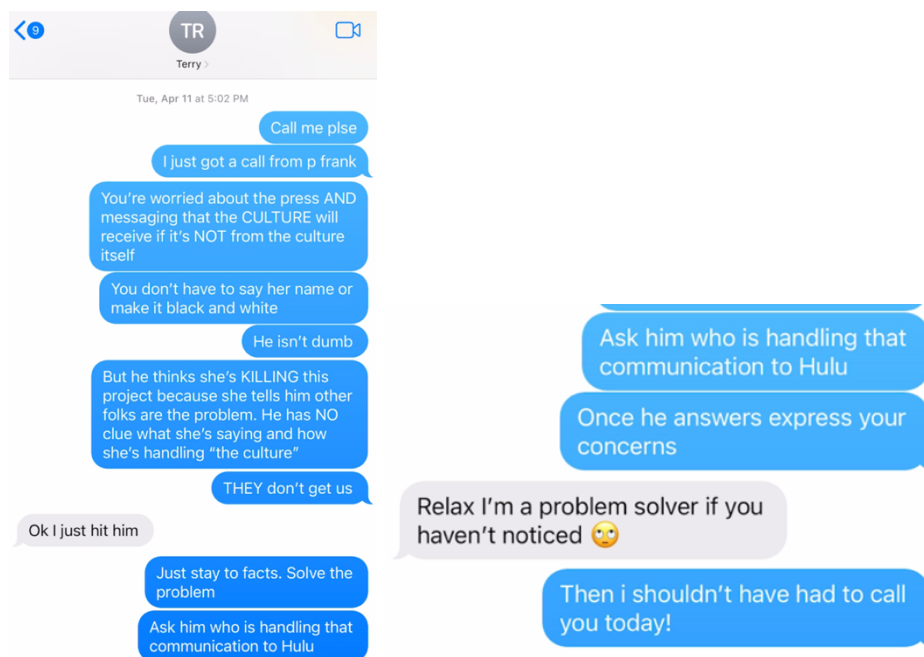 9
TR
Terry >
Tue, Apr 11 at 5:02 PM
Call me plse
I just got a call from p frank
You're worried about the press AND
messaging that the CULTURE will
receive if it's NOT from the culture
itself
You don't have to say her name or
make it black and white
He isn't dumb
But he thinks she's KILLING this
project because she tells him other
folks are the problem. He has NO
clue what she's saying and how
she's handling "the culture"
THEY don't get us
Ok I just hit him
Just stay to facts. Solve the
problem
Ask him who is handling that
communication to Hulu
Ask him who is handling that
communication to Hulu
Once he answers express your
concerns
Relax I'm a problem solver if you
haven't noticed 🙄
Then i shouldn't have had to call
you today!